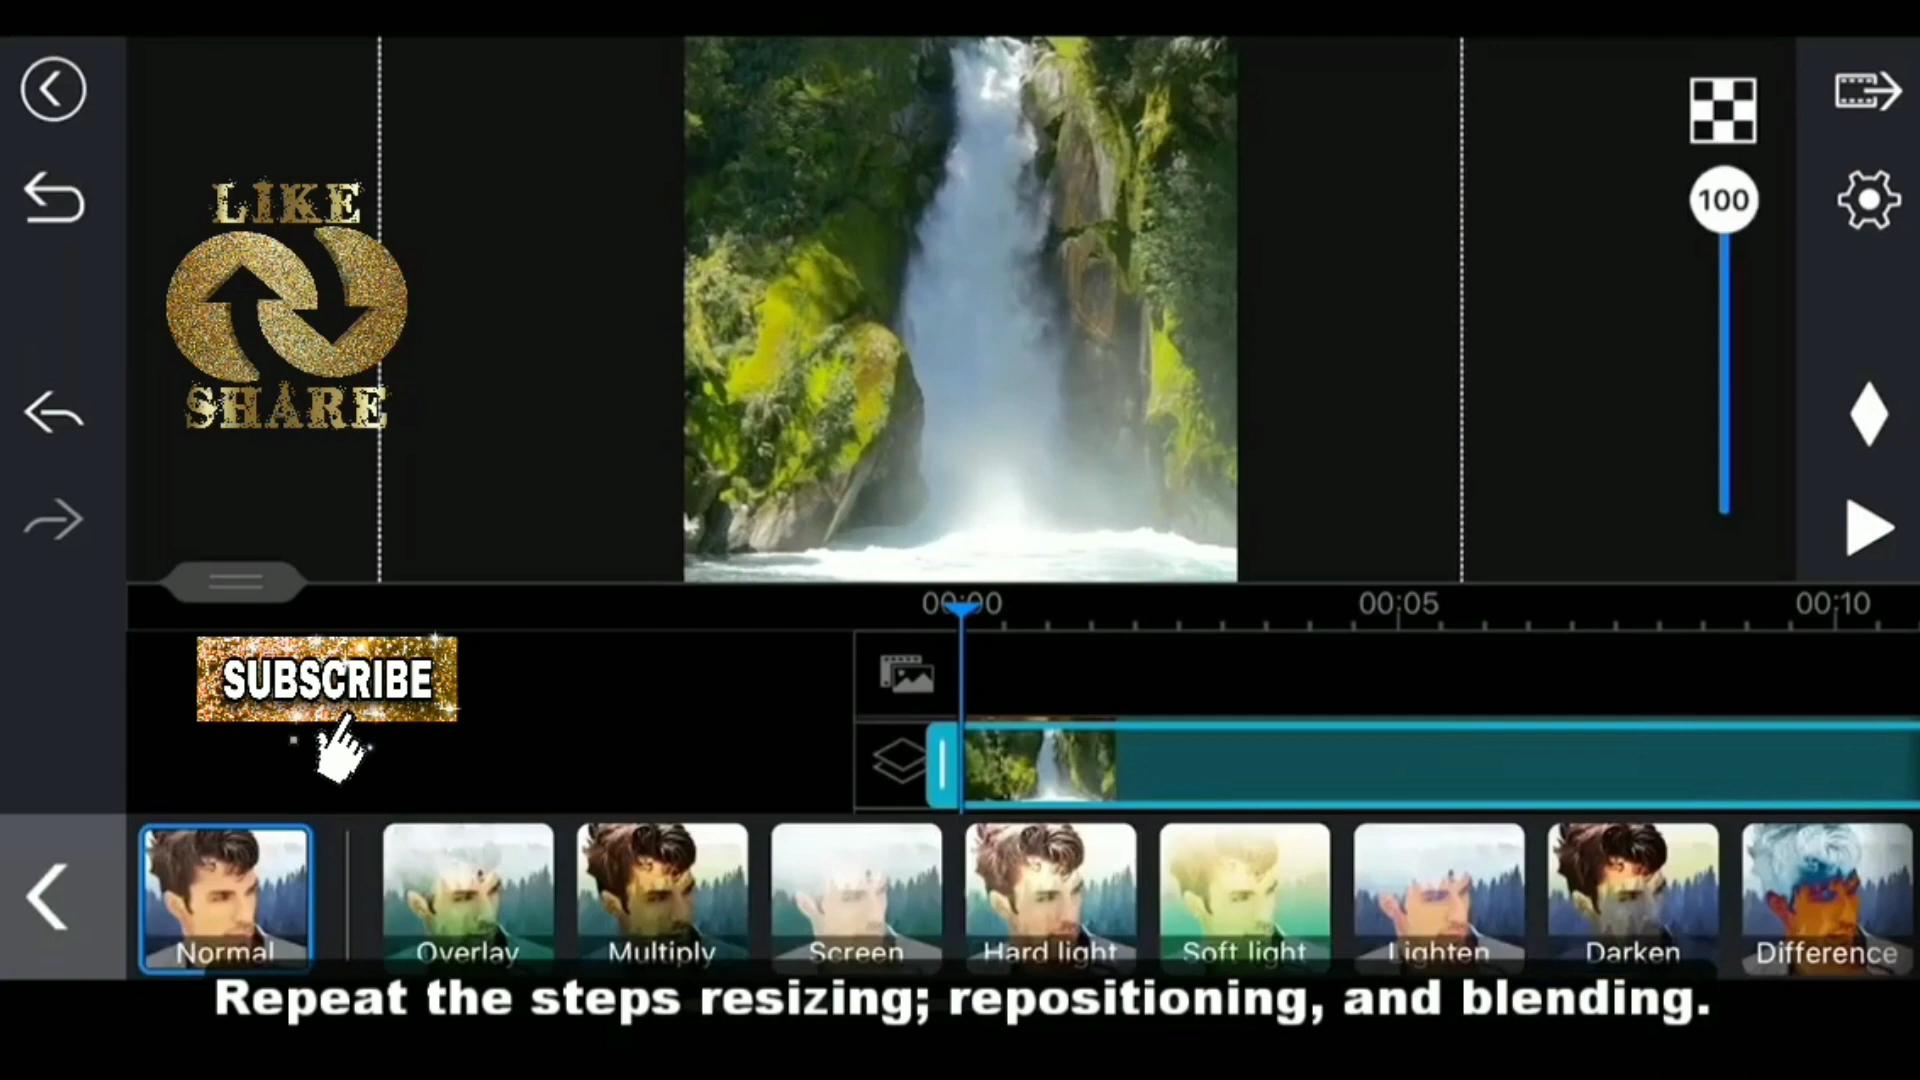 LIKE
SHARE
100
00:00
00:05
00:10
SUBSCRIBE
Normal
Overlay
Multiply
Screen
Hard light
Soft light
Lighten
Darken
Difference
Repeat the steps resizing; repositioning, and blending.